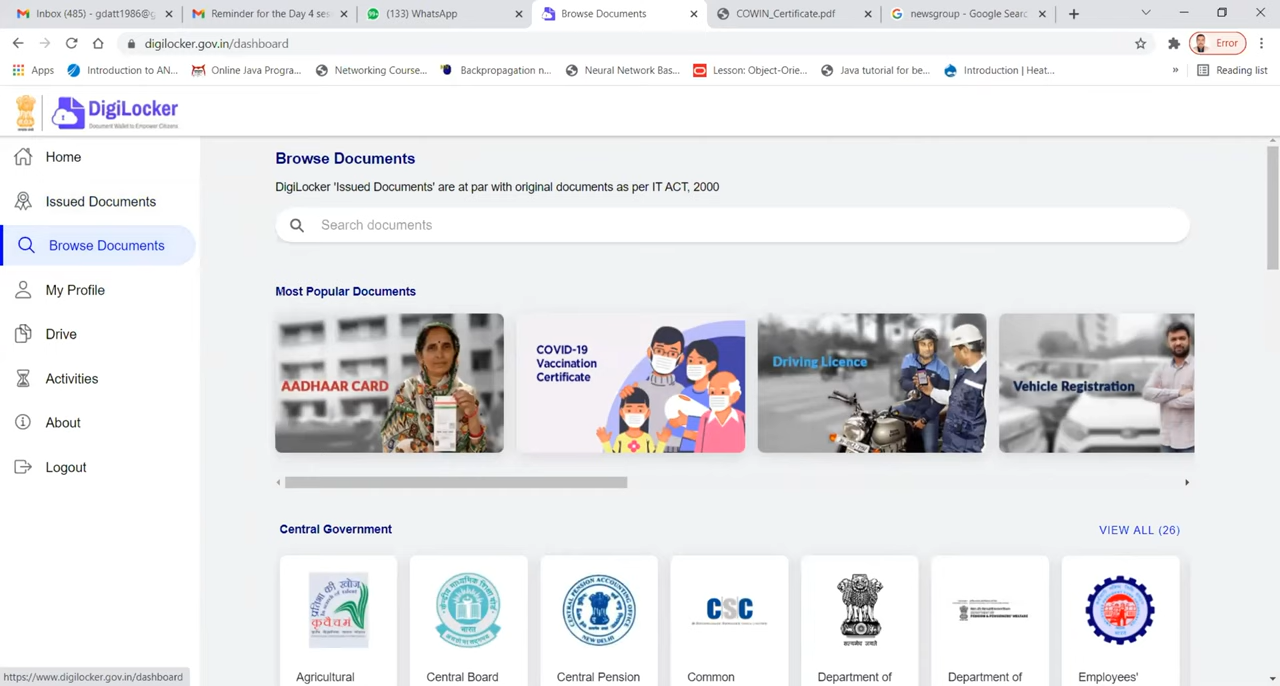 Inbox (485) - gdatt1986@g
Reminder for the Day 4 ses
(133) WhatsApp
Browse Documents
COWIN_Certificate.pdf
newsgroup - Google Searc
digilocker.gov.in/dashboard
Error
Apps
Introduction to AN...
Online Java Progra...
Networking Course...
Backpropagation n...
Neural Network Bas...
Lesson: Object-Orie...
Java tutorial for be...
Introduction | Heat...
»
Reading list
DigiLocker
Document Wallet to Empower Citizens
Home
Issued Documents
Browse Documents
My Profile
Drive
Activities
About
Logout
Browse Documents
DigiLocker 'Issued Documents' are at par with original documents as per IT ACT, 2000
Search documents
Most Popular Documents
AADHAAR CARD
COVID-19
Vaccination
Certificate
Driving Licence
Vehicle Registration
Central Government
VIEW ALL (26)
CSC
Agricultural
Central Board
Central Pension
Common
Department of
Department of
Employees'
https://www.digilocker.gov.in/dashboard